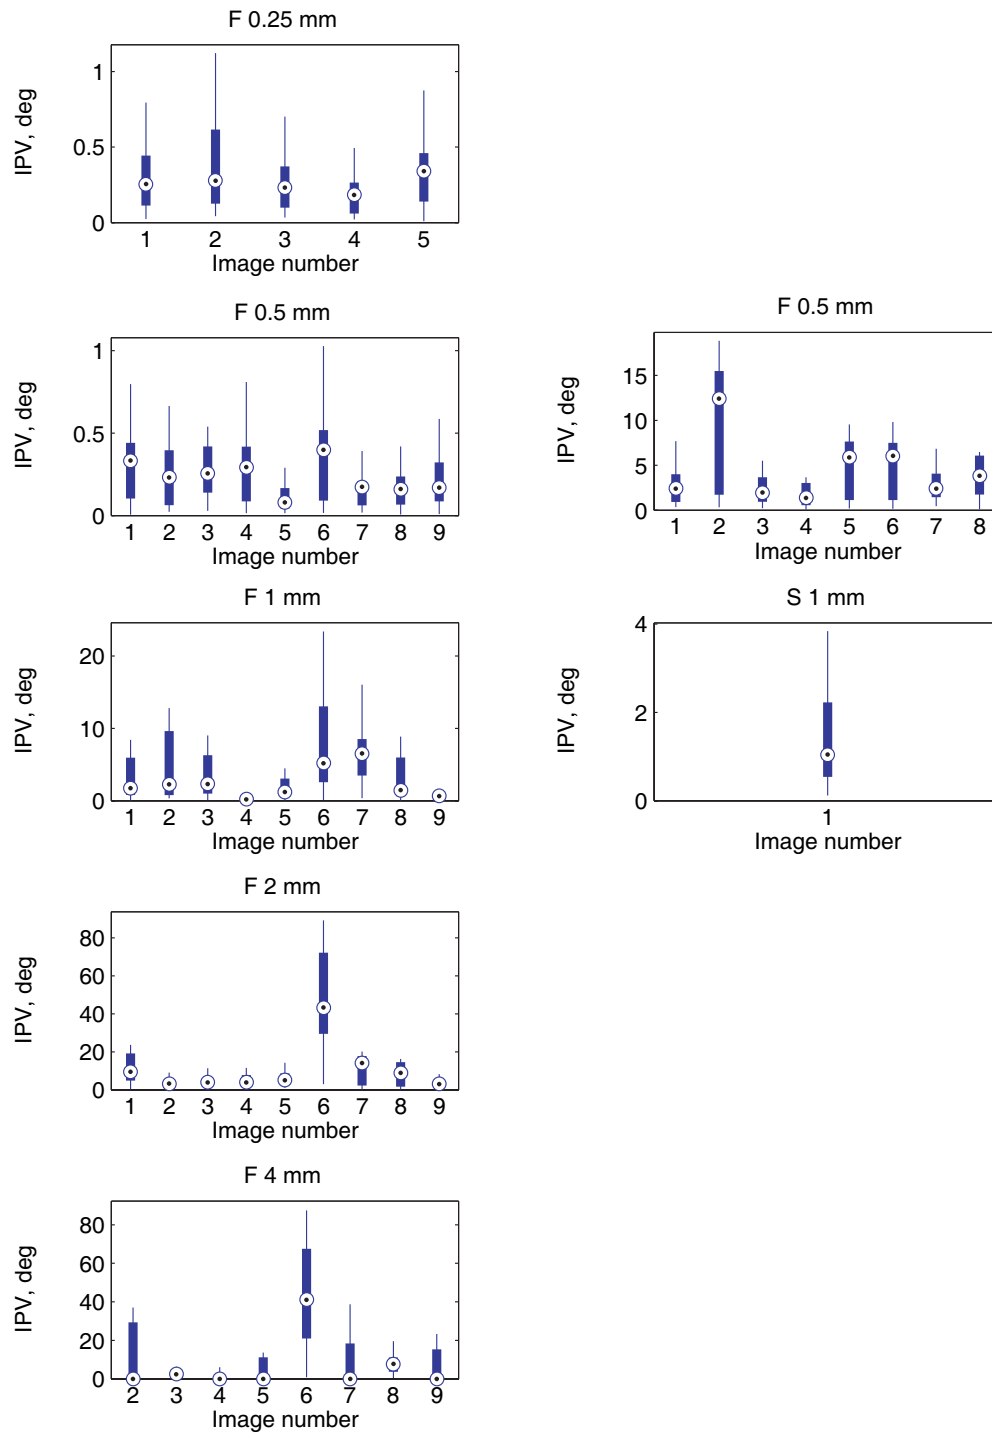 F 0.25 mm
1
0.5
0
IPV, deg
1 2 3 4 5
Image number
F 0.5 mm
1
0.5
0
IPV, deg
1 2 3 4 5 6 7 8 9
Image number
F 0.5 mm
15
10
5
0
IPV, deg
1 2 3 4 5 6 7 8
Image number
F 1 mm
20
10
0
IPV, deg
1 2 3 4 5 6 7 8 9
Image number
S 1 mm
4
2
0
IPV, deg
1
Image number
F 2 mm
80
60
40
20
0
IPV, deg
1 2 3 4 5 6 7 8 9
Image number
F 4 mm
80
60
40
20
0
IPV, deg
2 3 4 5 6 7 8 9
Image number